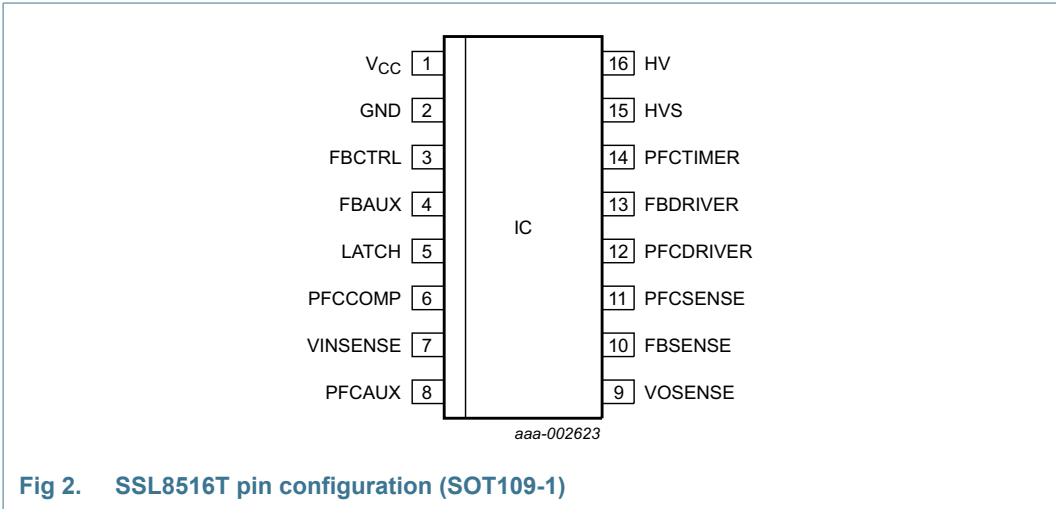 V_CC 1
16 HV
GND 2
15 HVS
FBCTRL 3
14 PFCTIMER
FBAUX 4
13 FBDRIVER
IC
LATCH 5
12 PFCDRIVER
PFCCOMP 6
11 PFCSENSE
VINSENSE 7
10 FBSENSE
PFCAUX 8
9 VOSENSE
aaa-002623
Fig 2. SSL8516T pin configuration (SOT109-1)